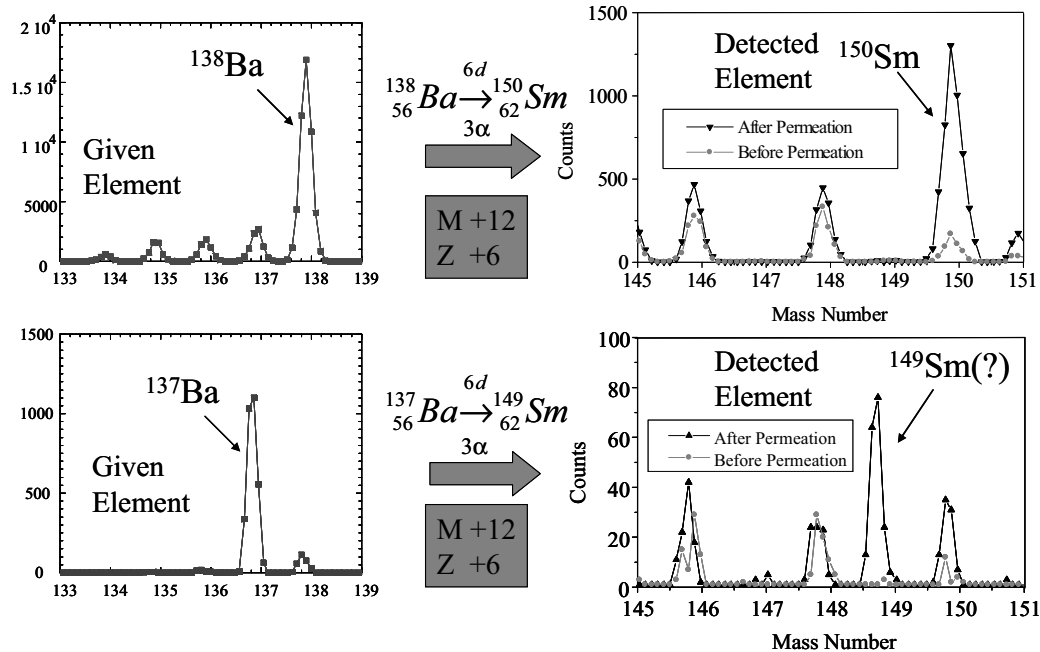 2 10⁴
1.5 10⁴
1 10⁴
5000
0
133 134 135 136 137 138 139
¹³⁸Ba
Given
Element
6d
¹³⁸₅₆Ba→¹⁵⁰₆₂Sm
3α
M +12
Z +6
1500
1000
500
0
Counts
Detected
Element
¹⁵⁰Sm
After Permeation
Before Permeation
145 146 147 148 149 150 151
Mass Number
1500
1000
500
0
133 134 135 136 137 138 139
¹³⁷Ba
Given
Element
6d
¹³⁷₅₆Ba→¹⁴⁹₆₂Sm
3α
M +12
Z +6
100
80
60
40
20
0
Counts
Detected
Element
¹⁴⁹Sm(?)
After Permeation
Before Permeation
145 146 147 148 149 150 151
Mass Number